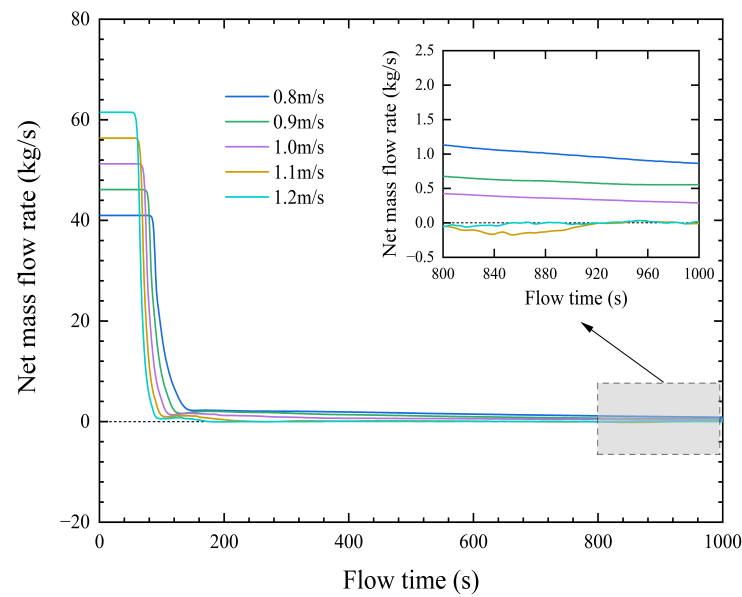 80
60
40
20
0
−20
Net mass flow rate (kg/s)
0
200
400
600
800
1000
Flow time (s)
0.8m/s
0.9m/s
1.0m/s
1.1m/s
1.2m/s
2.5
2.0
1.5
1.0
0.5
0.0
−0.5
Net mass flow rate (kg/s)
800
840
880
920
960
1000
Flow time (s)